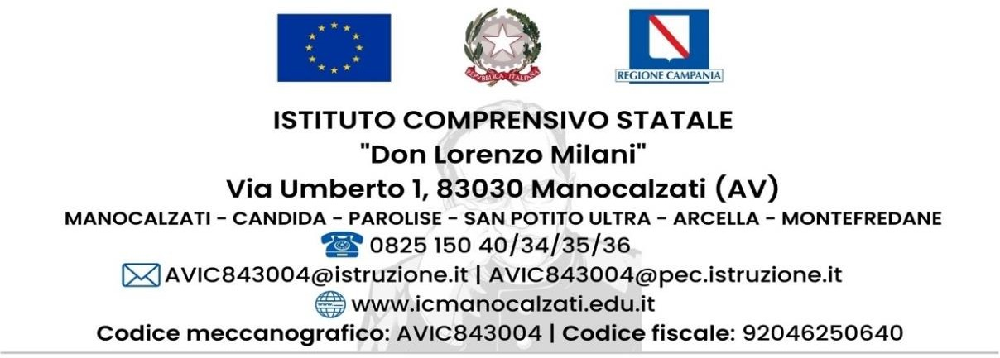 REPVBBLICA ITALIANA
REGIONE CAMPANIA
ISTITUTO COMPRENSIVO STATALE
"Don Lorenzo Milani"
Via Umberto 1, 83030 Manocalzati (AV)
MANOCALZATI - CANDIDA - PAROLISE - SAN POTITO ULTRA - ARCELLA - MONTEFREDANE
0825 150 40/34/35/36
AVIC843004@istruzione.it | AVIC843004@pec.istruzione.it
www.icmanocalzati.edu.it
Codice meccanografico: AVIC843004 | Codice fiscale: 92046250640